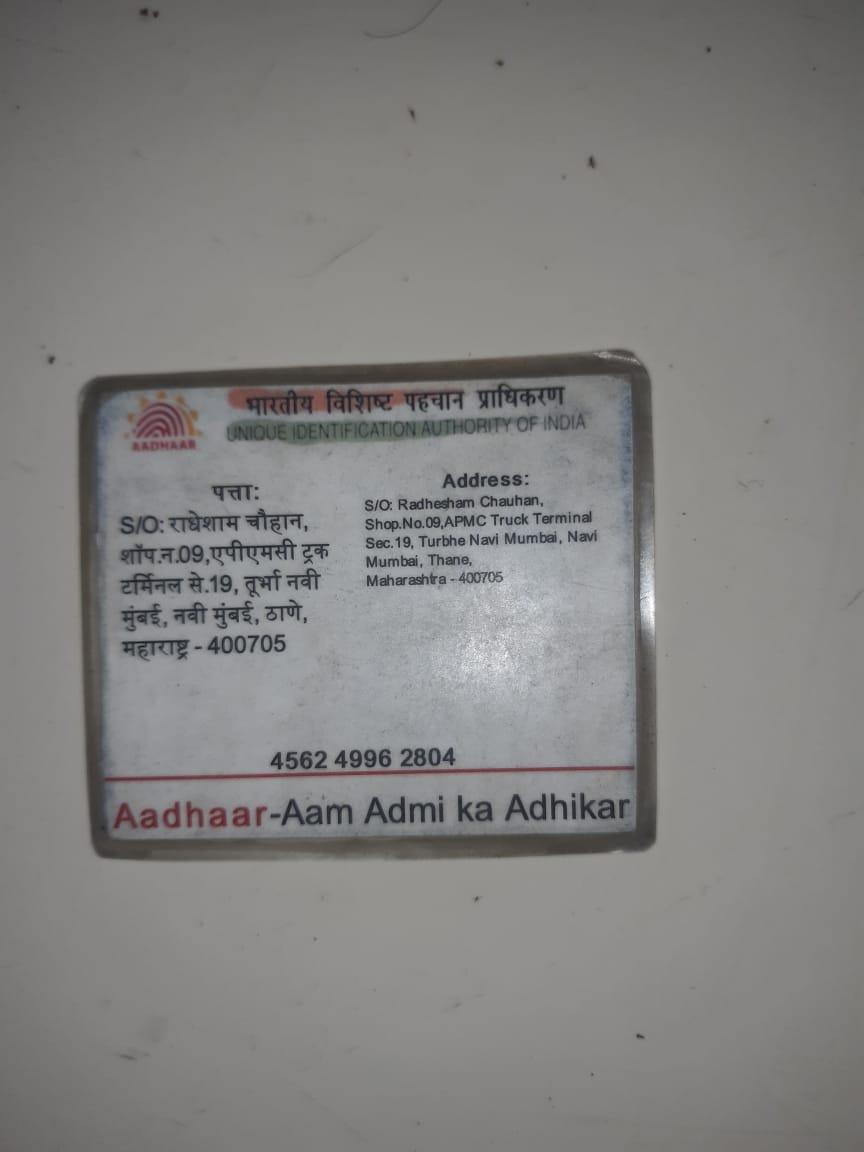 भारतीय विशिष्ट पहचान प्राधिकरण
UNIQUE IDENTIFICATION AUTHORITY OF INDIA
AADHAAR
पत्ता:
S/O: राधेशाम चौहान,
शॉप.न.09,एपीएमसी ट्रक
टर्मिनल से.19, तूर्भा नवी
मुंबई, नवी मुंबई, ठाणे,
महाराष्ट्र - 400705
Address:
S/O: Radhesham Chauhan,
Shop.No.09,APMC Truck Terminal
Sec.19, Turbhe Navi Mumbai, Navi
Mumbai, Thane,
Maharashtra - 400705
4562 4996 2804
Aadhaar-Aam Admi ka Adhikar